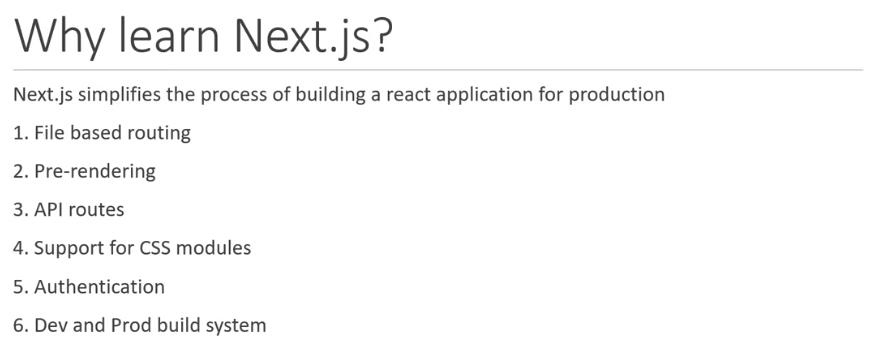 Why learn Next.js?
Next.js simplifies the process of building a react application for production
1. File based routing
2. Pre-rendering
3. API routes
4. Support for CSS modules
5. Authentication
6. Dev and Prod build system